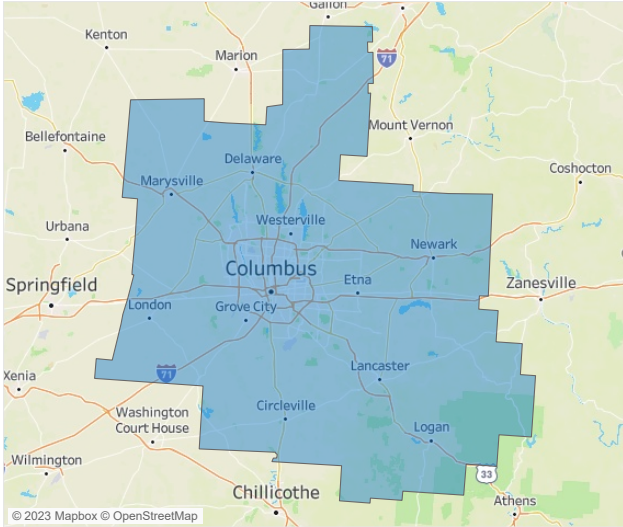 Galion
Kenton
71
Marion
Mount Vernon
Bellefontaine
Delaware
Coshocton
Marysville
Urbana
Westerville
Newark
Columbus
Springfield
Etna
Zanesville
London
Grove City
Lancaster
71
Xenia
Circleville
Washington
Court House
Logan
Wilmington
33
Chillicothe
Athens
© 2023 Mapbox © OpenStreetMap